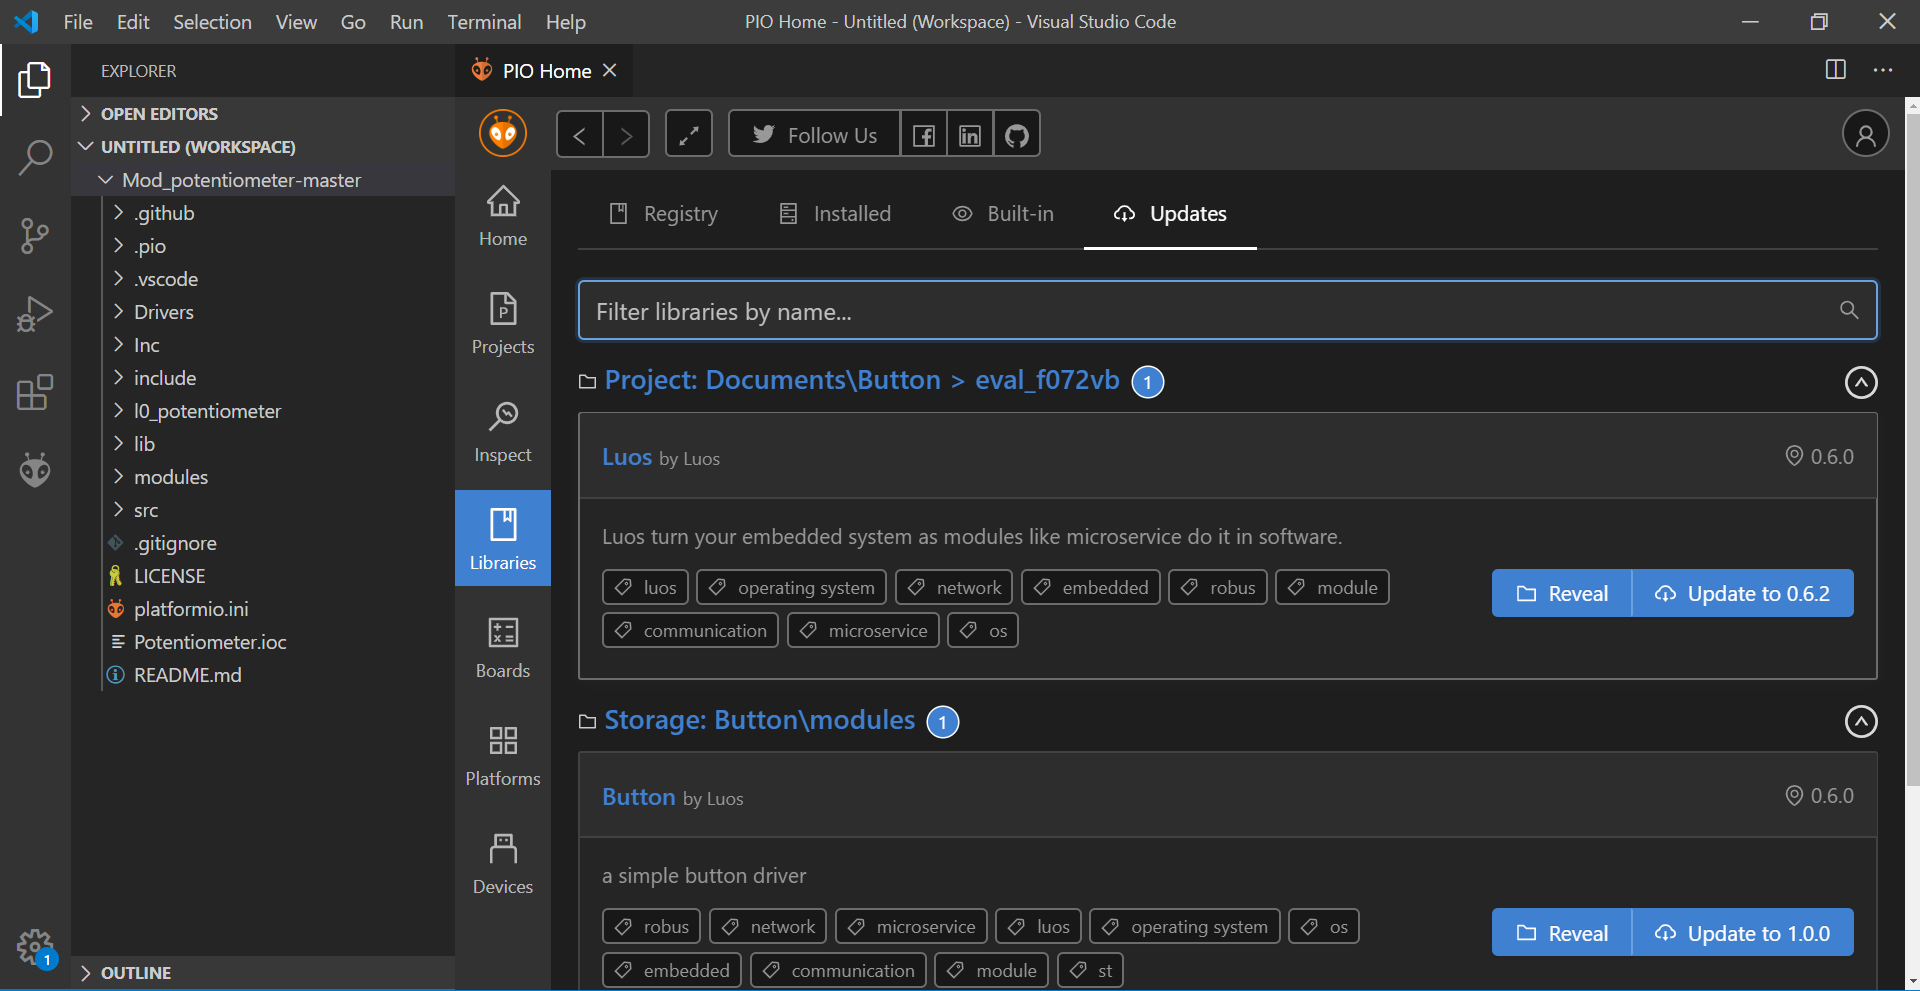 File Edit Selection View Go Run Terminal Help
PIO Home - Untitled (Workspace) - Visual Studio Code
EXPLORER
OPEN EDITORS
UNTITLED (WORKSPACE)
Mod_potentiometer-master
.github
.pio
.vscode
Drivers
Inc
include
l0_potentiometer
lib
modules
src
.gitignore
LICENSE
platformio.ini
Potentiometer.ioc
README.md
OUTLINE
1
PIO Home
Follow Us
Home
Projects
Inspect
Libraries
Boards
Platforms
Devices
Registry Installed Built-in Updates
Filter libraries by name...
Project: Documents\Button > eval_f072vb 1
Luos by Luos 0.6.0
Luos turn your embedded system as modules like microservice do it in software.
luos operating system network embedded robus module
communication microservice os
Reveal Update to 0.6.2
Storage: Button\modules 1
Button by Luos 0.6.0
a simple button driver
robus network microservice luos operating system os
embedded communication module st
Reveal Update to 1.0.0